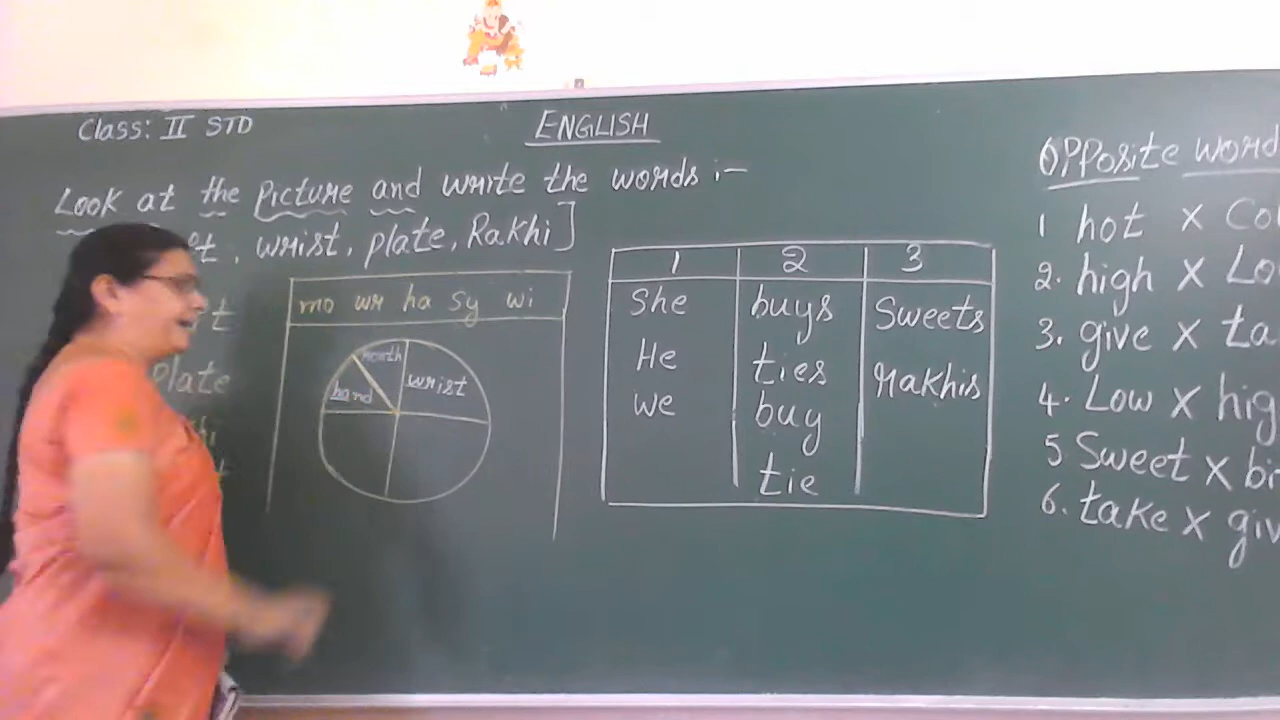 Class: II STD
ENGLISH
Look at the Picture and write the words :-
wrist, plate, Rakhi]
plate
mo wr ha sy wi
mouth
hand
wrist
1 2 3
She buys Sweets
He ties rakhis
we buy
tie
Opposite word
1 hot x Co
2. high x Lo
3. give x ta
4. Low x hig
5 Sweet x bi
6. take x giv